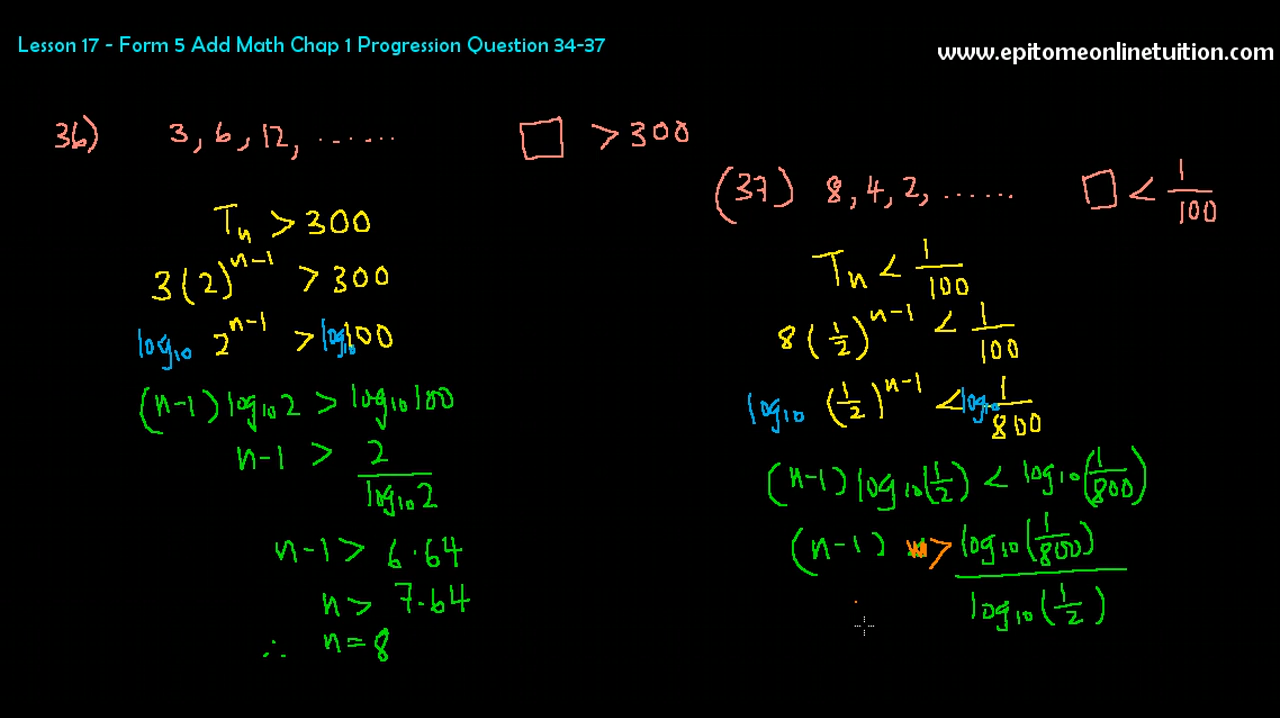 Lesson 17 - Form 5 Add Math Chap 1 Progression Question 34-37
www.epitomeonlinetuition.com
36) 3, 6, 12, ...... □ > 300
Tₙ > 300
3(2)ⁿ⁻¹ > 300
log₁₀ 2ⁿ⁻¹ > log₁₀ 100
(n-1) log₁₀ 2 > log₁₀ 100
n-1 > 2 / log₁₀ 2
n-1 > 6.64
n > 7.64
∴ n = 8
(37) 8, 4, 2, ...... □ < 1/100
Tₙ < 1/100
8(1/2)ⁿ⁻¹ < 1/100
log₁₀ (1/2)ⁿ⁻¹ < log₁₀ 1/800
(n-1) log₁₀(1/2) < log₁₀(1/800)
(n-1) > log₁₀(1/800) / log₁₀(1/2)